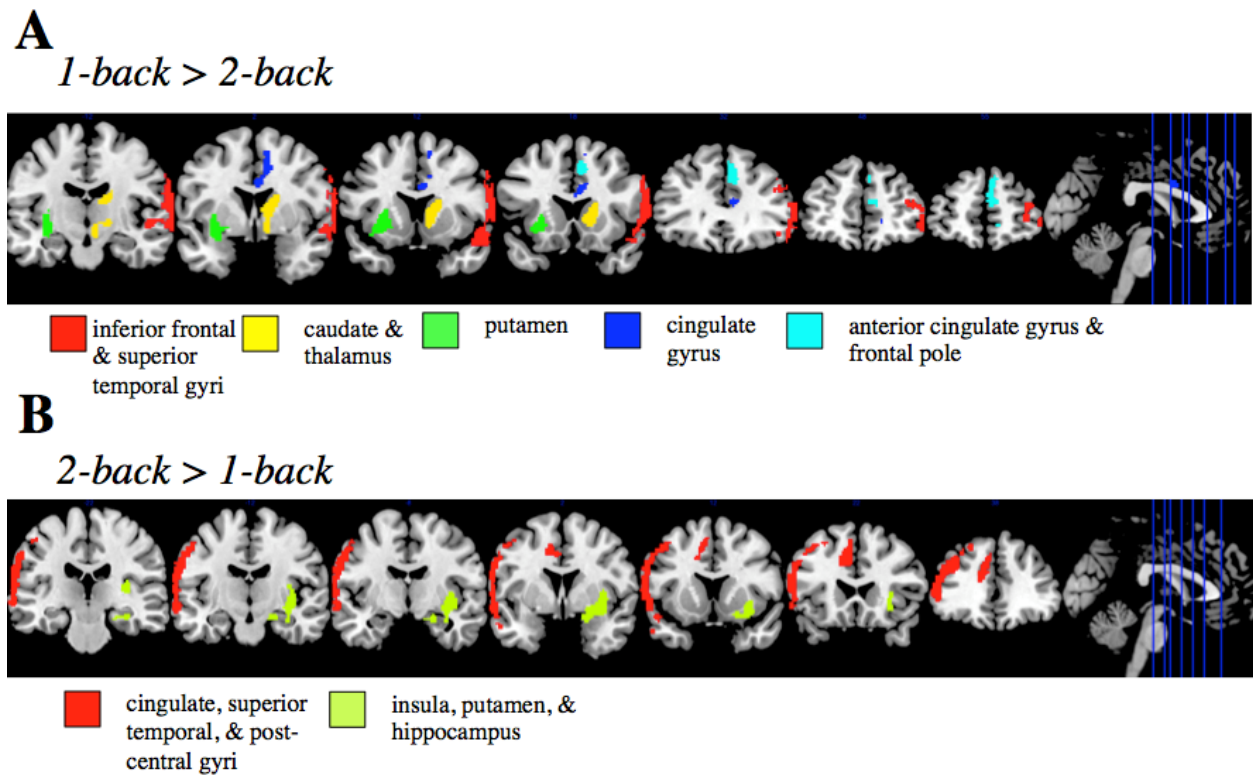 A
1-back > 2-back
inferior frontal
& superior
temporal gyri
caudate &
thalamus
putamen
cingulate
gyrus
anterior cingulate gyrus &
frontal pole
B
2-back > 1-back
cingulate, superior
temporal, & post-
central gyri
insula, putamen, &
hippocampus